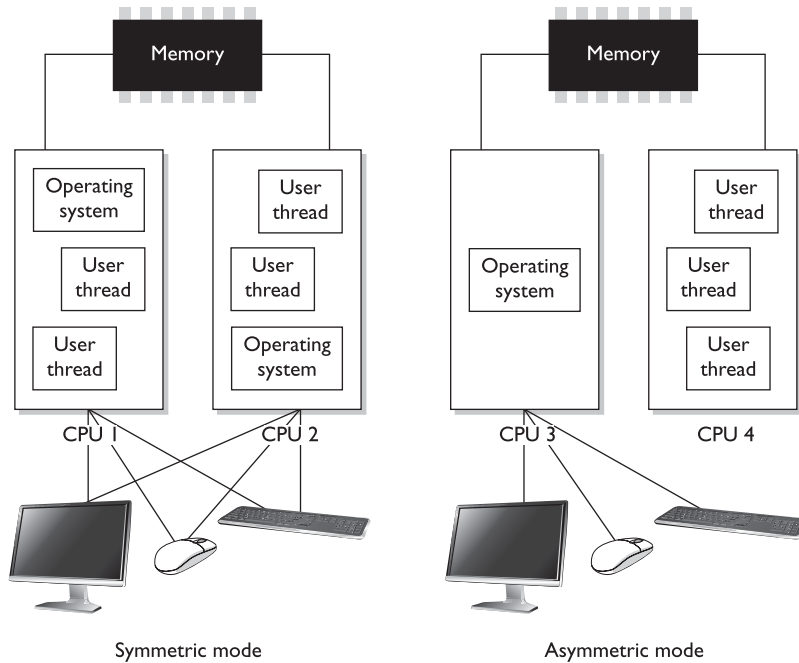 Memory
Operating
system
User
thread
User
thread
CPU 1
User
thread
User
thread
Operating
system
CPU 2
Symmetric mode
Memory
Operating
system
CPU 3
User
thread
User
thread
User
thread
CPU 4
Asymmetric mode